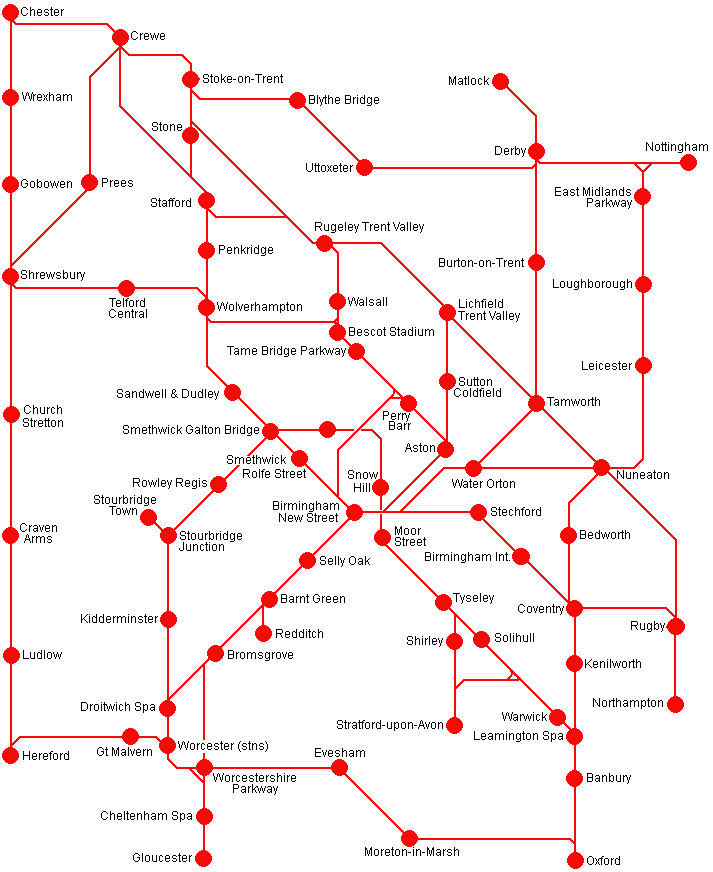 Chester
Crewe
Stoke-on-Trent
Matlock
Wrexham
Blythe Bridge
Stone
Derby
Nottingham
Uttoxeter
Gobowen
Prees
Stafford
East Midlands
Parkway
Rugeley Trent Valley
Penkridge
Burton-on-Trent
Shrewsbury
Loughborough
Telford
Central
Wolverhampton
Walsall
Lichfield
Trent Valley
Bescot Stadium
Tame Bridge Parkway
Leicester
Sandwell & Dudley
Sutton
Coldfield
Tamworth
Church
Stretton
Perry
Barr
Smethwick Galton Bridge
Aston
Smethwick
Rolfe Street
Snow
Hill
Water Orton
Nuneaton
Rowley Regis
Stourbridge
Town
Birmingham
New Street
Stechford
Craven
Arms
Stourbridge
Junction
Moor
Street
Bedworth
Selly Oak
Birmingham Int.
Barnt Green
Tyseley
Coventry
Kidderminster
Redditch
Shirley
Solihull
Rugby
Ludlow
Bromsgrove
Kenilworth
Droitwich Spa
Northampton
Stratford-upon-Avon
Warwick
Leamington Spa
Hereford
Gt Malvern
Worcester (stns)
Evesham
Worcestershire
Parkway
Banbury
Cheltenham Spa
Moreton-in-Marsh
Gloucester
Oxford